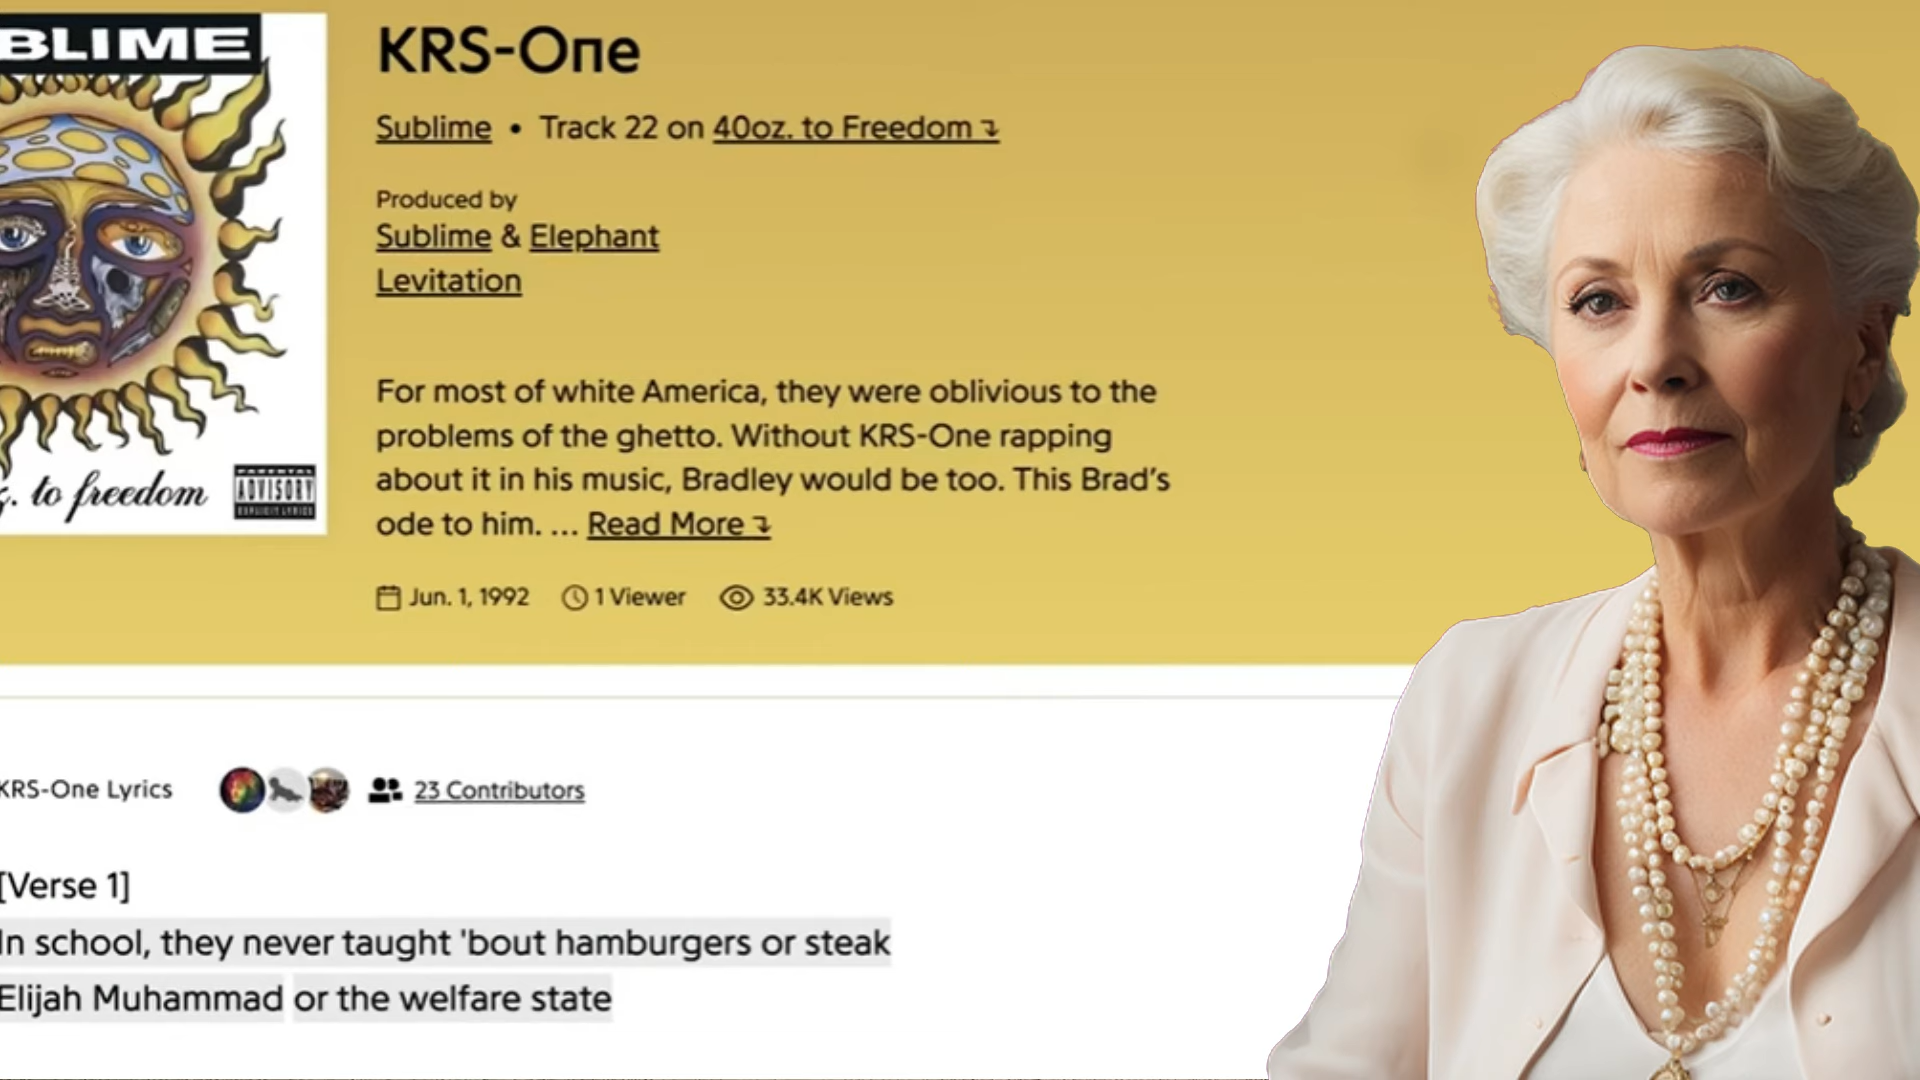 BLIME
KRS-One
Sublime • Track 22 on 40oz. to Freedom
Produced by
Sublime & Elephant
Levitation
For most of white America, they were oblivious to the
problems of the ghetto. Without KRS-One rapping
about it in his music, Bradley would be too. This Brad’s
ode to him. ... Read More
z. to freedom
PARENTAL
ADVISORY
EXPLICIT LYRICS
Jun. 1, 1992 1 Viewer 33.4K Views
KRS-One Lyrics 23 Contributors
[Verse 1]
In school, they never taught 'bout hamburgers or steak
Elijah Muhammad or the welfare state